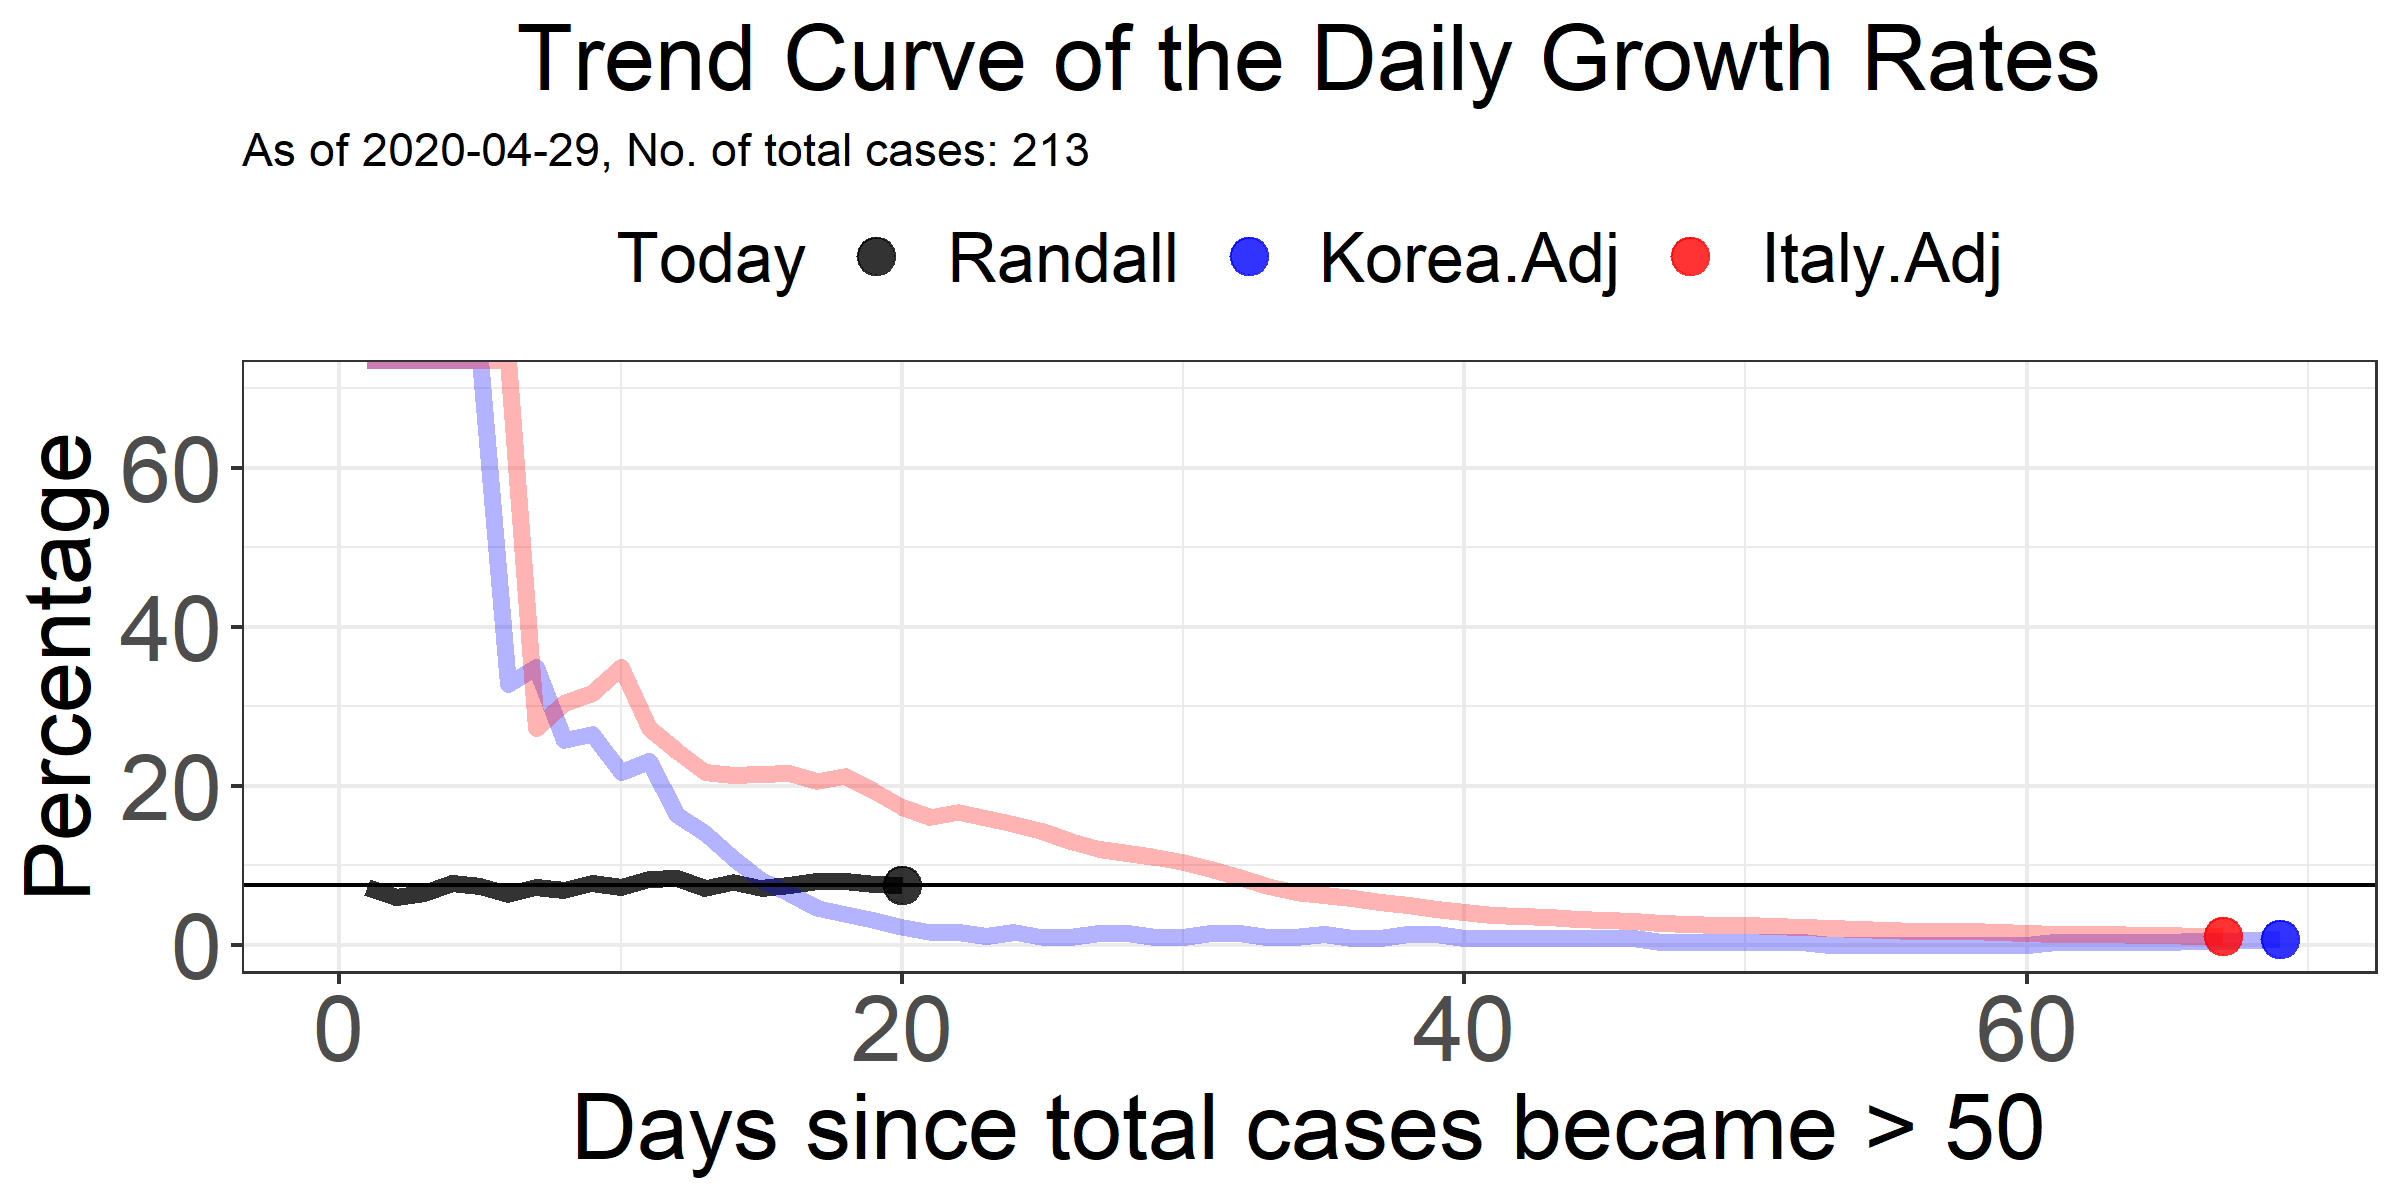 Trend Curve of the Daily Growth Rates
As of 2020-04-29, No. of total cases: 213
Today Randall Korea.Adj Italy.Adj
Percentage
60
40
20
0
0 20 40 60
Days since total cases became > 50